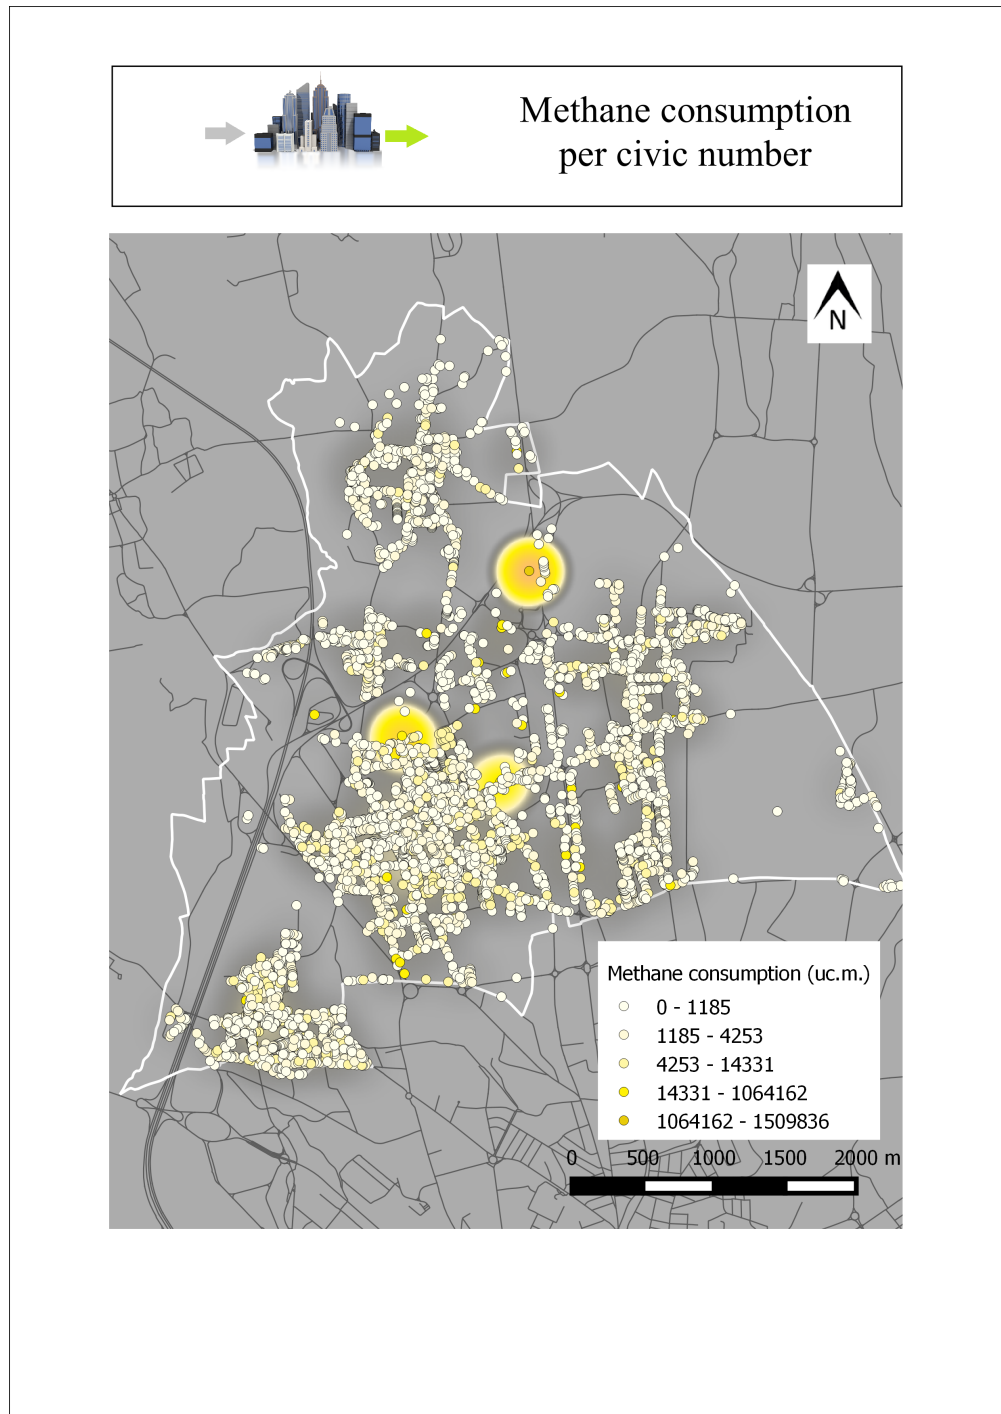 Methane consumption
per civic number
N
Methane consumption (uc.m.)
0 - 1185
1185 - 4253
4253 - 14331
14331 - 1064162
1064162 - 1509836
0 500 1000 1500 2000 m